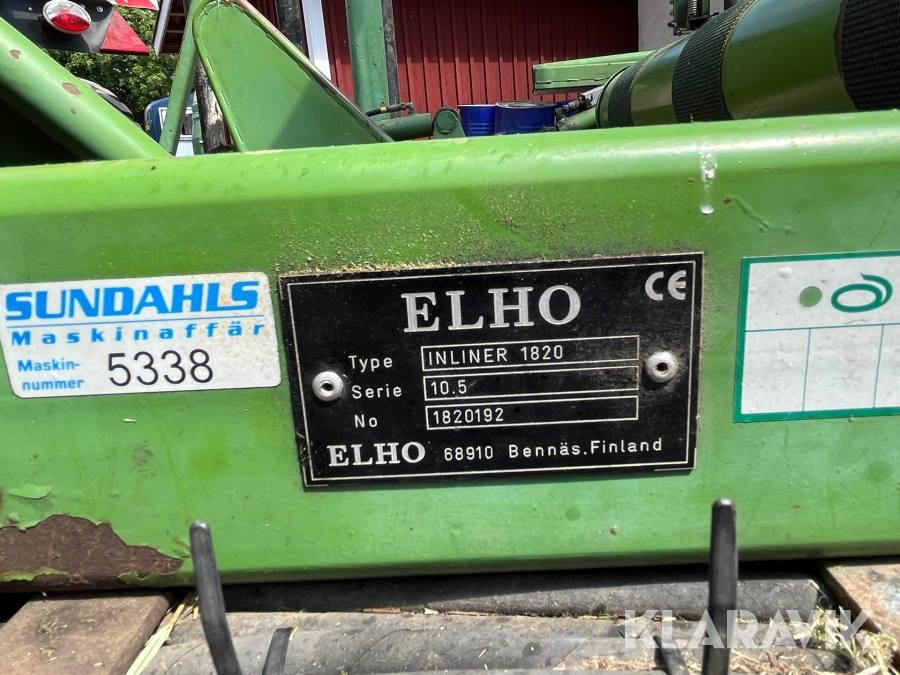 SUNDAHLS
Maskinaffär
Maskin-
nummer 5338
ELHO CE
Type INLINER 1820
Serie 10.5
No 1820192
ELHO 68910 Bennäs.Finland
KLARAVIK